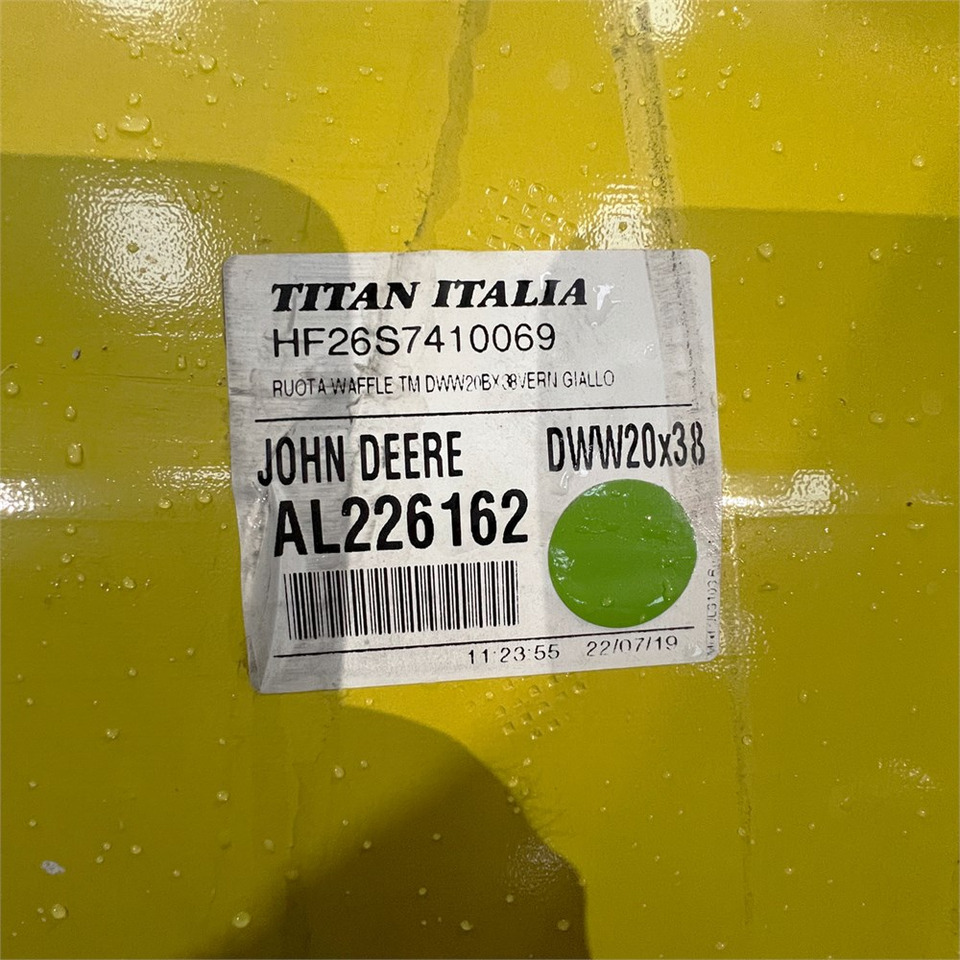 TITAN ITALIA
HF26S7410069
RUOTA WAFFLE TM DWW20BX38VERN GIALLO
JOHN DEERE DWW20x38
AL226162
11:23:55 22/07/19